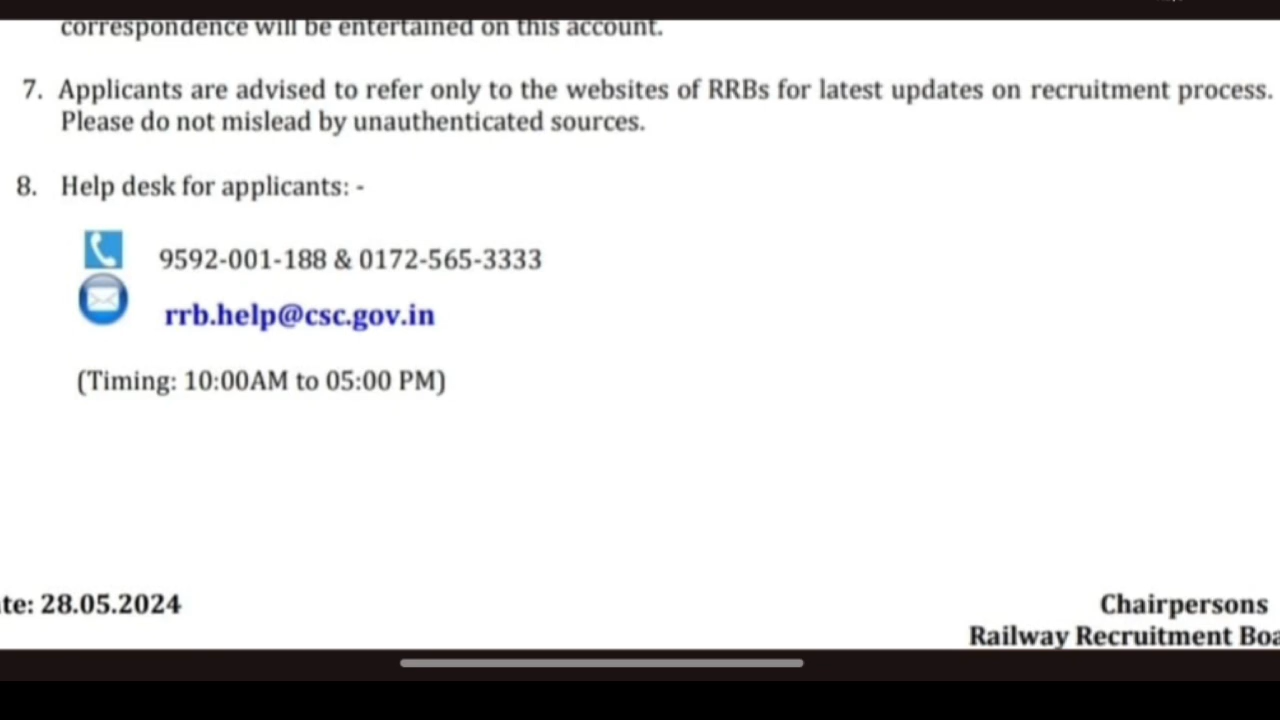 correspondence will be entertained on this account.
7. Applicants are advised to refer only to the websites of RRBs for latest updates on recruitment process.
Please do not mislead by unauthenticated sources.
8. Help desk for applicants: -
9592-001-188 & 0172-565-3333
rrb.help@csc.gov.in
(Timing: 10:00AM to 05:00 PM)
te: 28.05.2024
Chairpersons
Railway Recruitment Boa